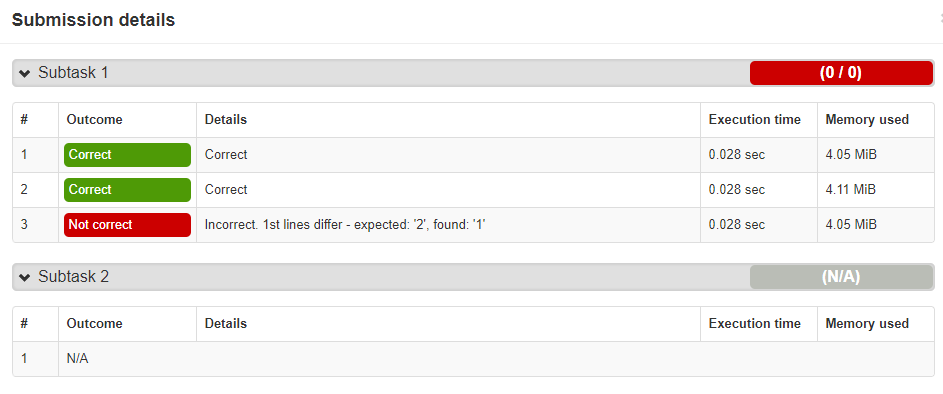 Submission details
Subtask 1
(0 / 0)
# Outcome Details Execution time Memory used
1 Correct Correct 0.028 sec 4.05 MiB
2 Correct Correct 0.028 sec 4.11 MiB
3 Not correct Incorrect. 1st lines differ - expected: '2', found: '1' 0.028 sec 4.05 MiB
Subtask 2
(N/A)
# Outcome Details Execution time Memory used
1 N/A